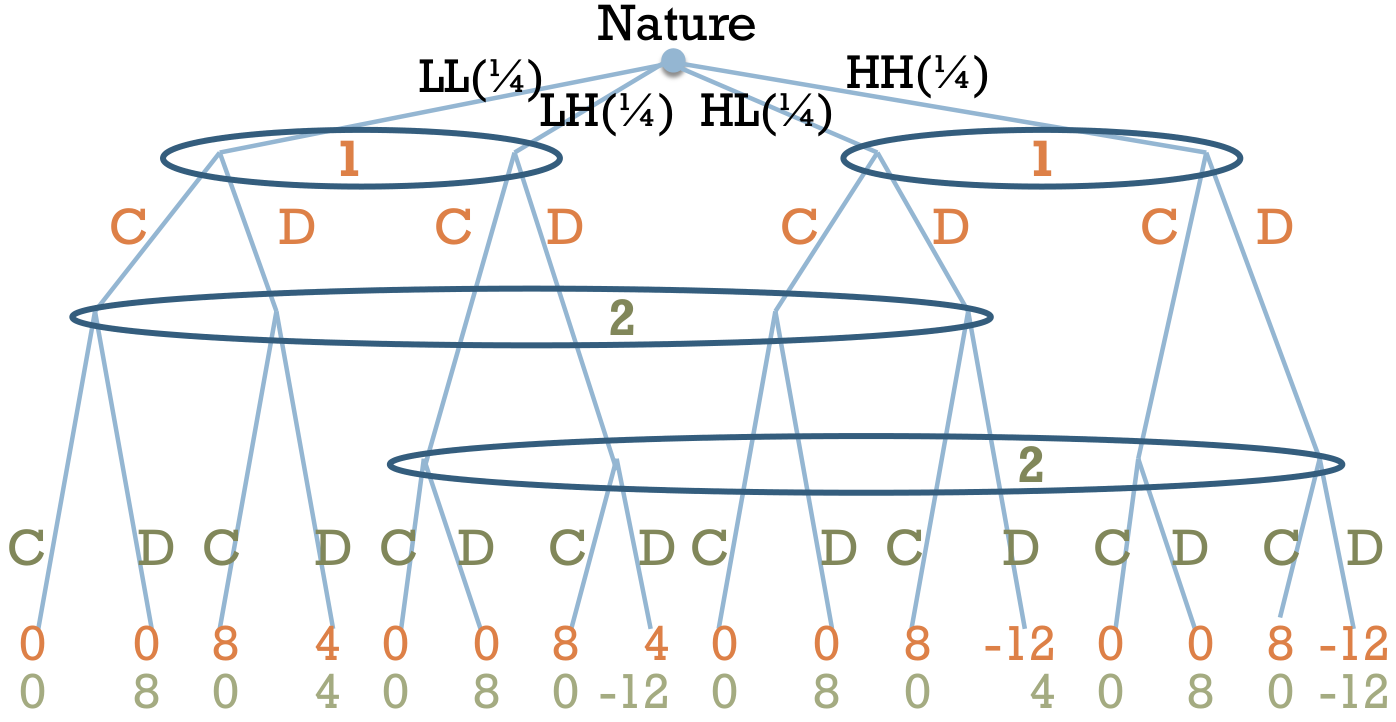 Nature
LL(¼) LH(¼) HL(¼) HH(¼)
1 1
C D C D C D C D
2
2
C D C D C D C D C D C D C D C D
0 0 8 4 0 0 8 4 0 0 8 -12 0 0 8 -12
0 8 0 4 0 8 0 -12 0 8 0 4 0 8 0 -12